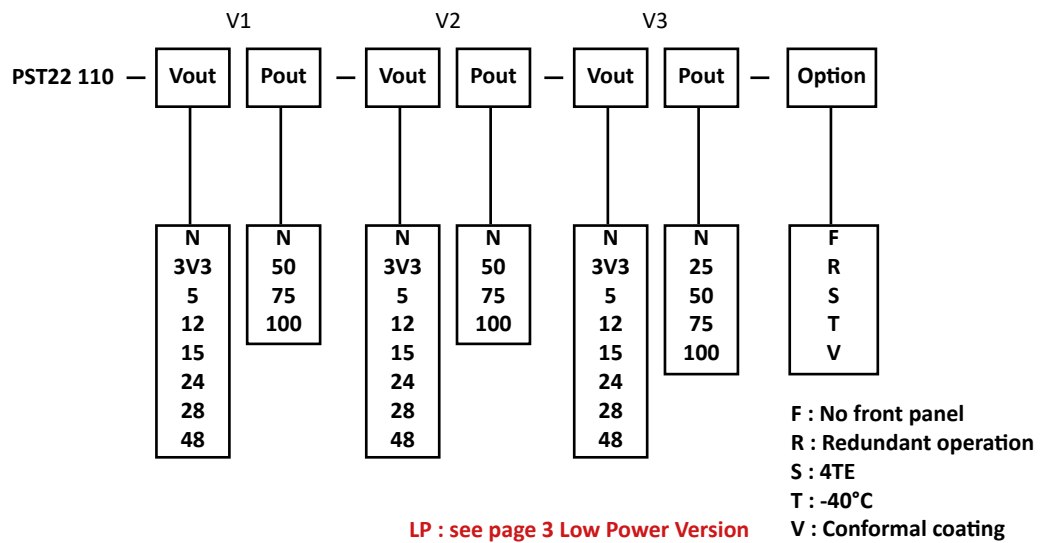 V1 V2 V3
PST22 110 — Vout Pout — Vout Pout — Vout Pout — Option
N N N N N N F
3V3 50 3V3 50 3V3 25 R
5 75 5 75 5 50 S
12 100 12 100 12 75 T
15 15 15 100 V
24 24 24
28 28 28
48 48 48
F : No front panel
R : Redundant operation
S : 4TE
T : -40°C
V : Conformal coating
LP : see page 3 Low Power Version